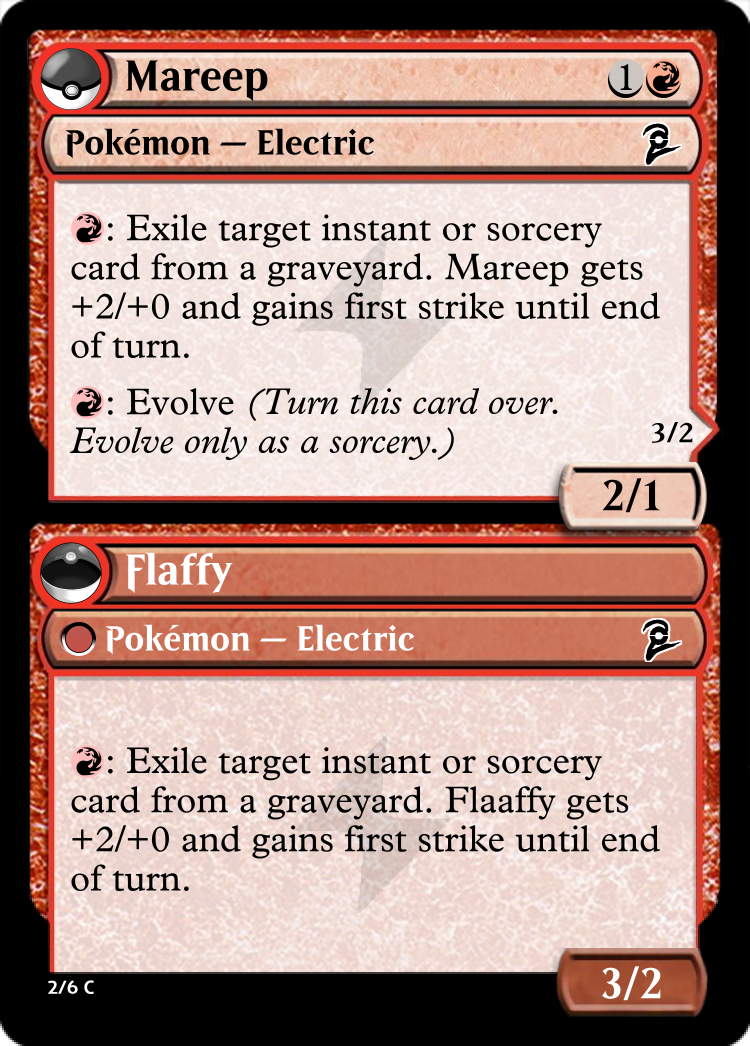 Mareep 1
Pokémon — Electric
: Exile target instant or sorcery
card from a graveyard. Mareep gets
+2/+0 and gains first strike until end
of turn.
: Evolve (Turn this card over.
Evolve only as a sorcery.)
3/2
2/1
Flaffy
Pokémon — Electric
: Exile target instant or sorcery
card from a graveyard. Flaaffy gets
+2/+0 and gains first strike until end
of turn.
2/6 C
3/2